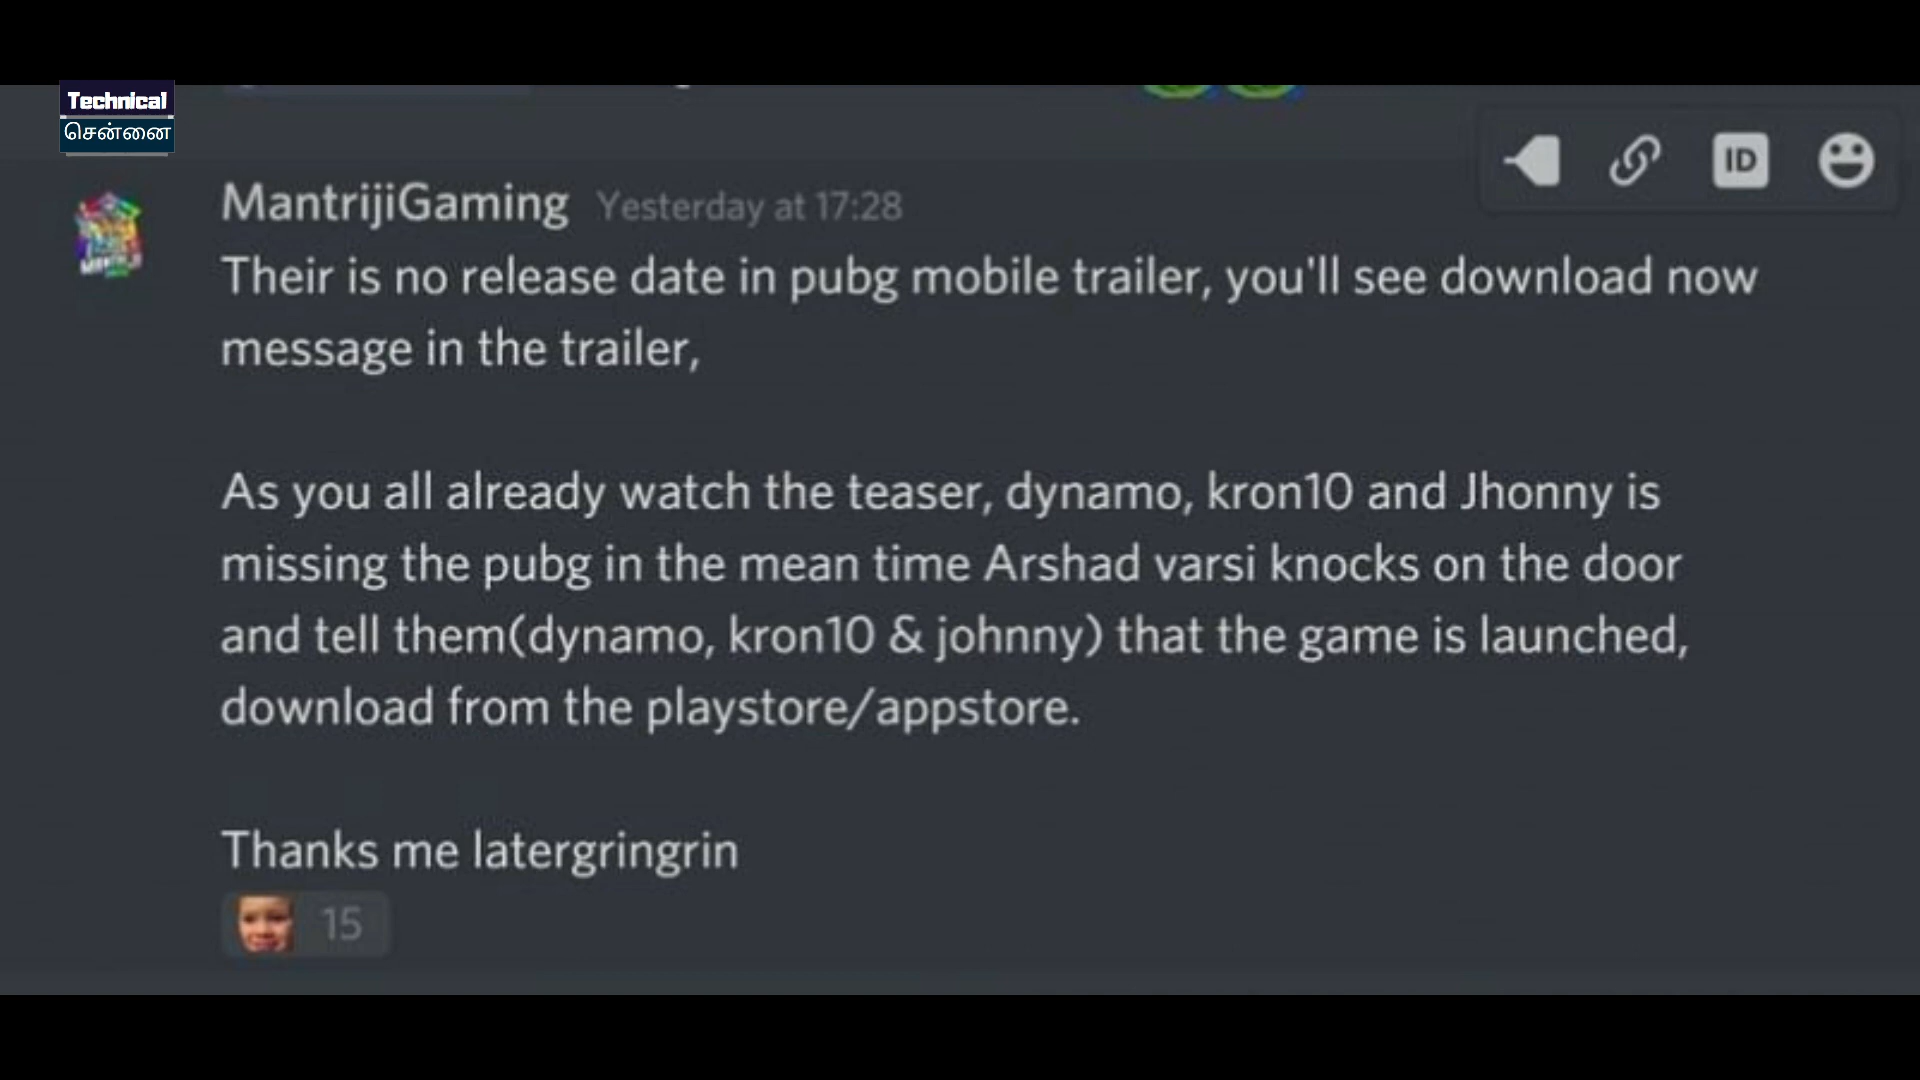 Technical
சென்னை
ID
MantrijiGaming Yesterday at 17:28
Their is no release date in pubg mobile trailer, you'll see download now
message in the trailer,
As you all already watch the teaser, dynamo, kron10 and Jhonny is
missing the pubg in the mean time Arshad varsi knocks on the door
and tell them(dynamo, kron10 & johnny) that the game is launched,
download from the playstore/appstore.
Thanks me latergringrin
15